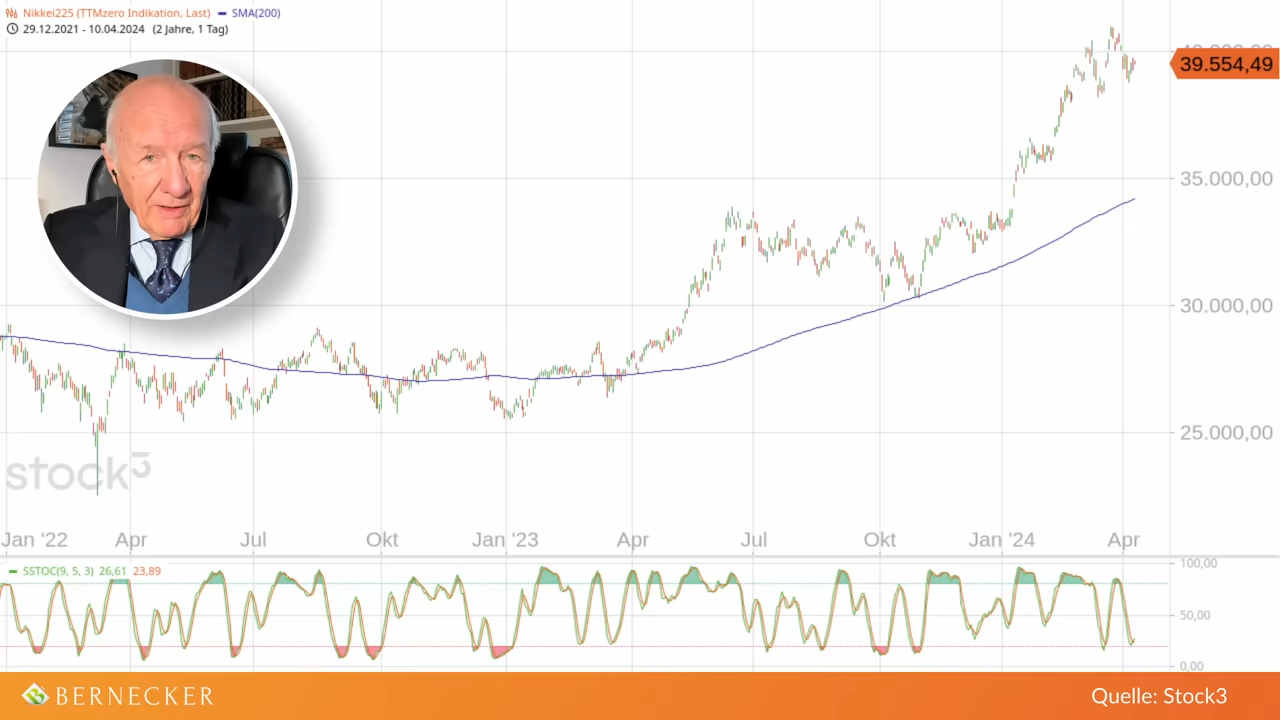 Nikkei225 (TTMzero Indikation, Last) SMA(200)
29.12.2021 - 10.04.2024 (2 Jahre, 1 Tag)
40.000,00
39.554,49
35.000,00
30.000,00
25.000,00
stock3
Jan '22 Apr Jul Okt Jan '23 Apr Jul Okt Jan '24 Apr
SSTOC(9, 5, 3) 26,61 23,89
100,00
50,00
0,00
BERNECKER
Quelle: Stock3